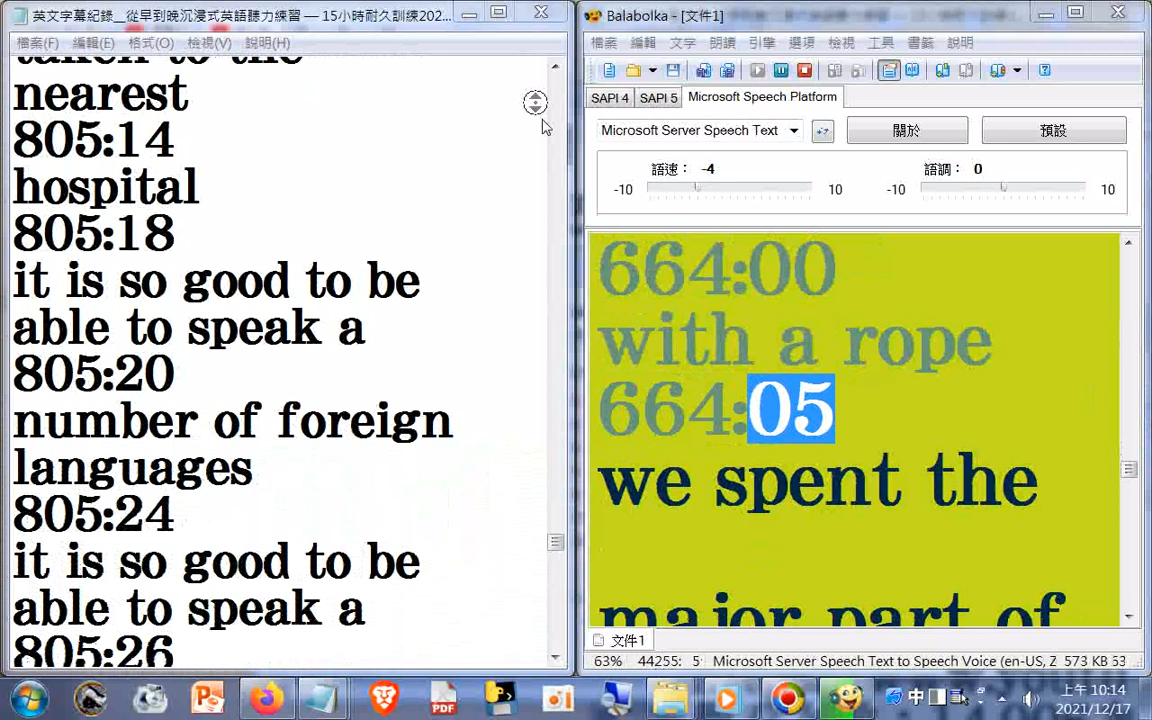 英文字幕紀錄__從早到晚沉浸式英語聽力練習 — 15小時耐久訓練202...
檔案(F) 編輯(E) 格式(O) 檢視(V) 說明(H)
taken to the
nearest
805:14
hospital
805:18
it is so good to be
able to speak a
805:20
number of foreign
languages
805:24
it is so good to be
able to speak a
805:26
Balabolka - [文件1]
檔案 編輯 文字 朗讀 引擎 選項 檢視 工具 書籤 說明
SAPI 4 SAPI 5 Microsoft Speech Platform
Microsoft Server Speech Text 關於 預設
語速： -4 語調： 0
-10 10 -10 10
664:00
with a rope
664:05
we spent the
major part of
文件1
63% 44255: 5 Microsoft Server Speech Text to Speech Voice (en-US, Z 573 KB 53
PDF 中 上午 10:14
2021/12/17